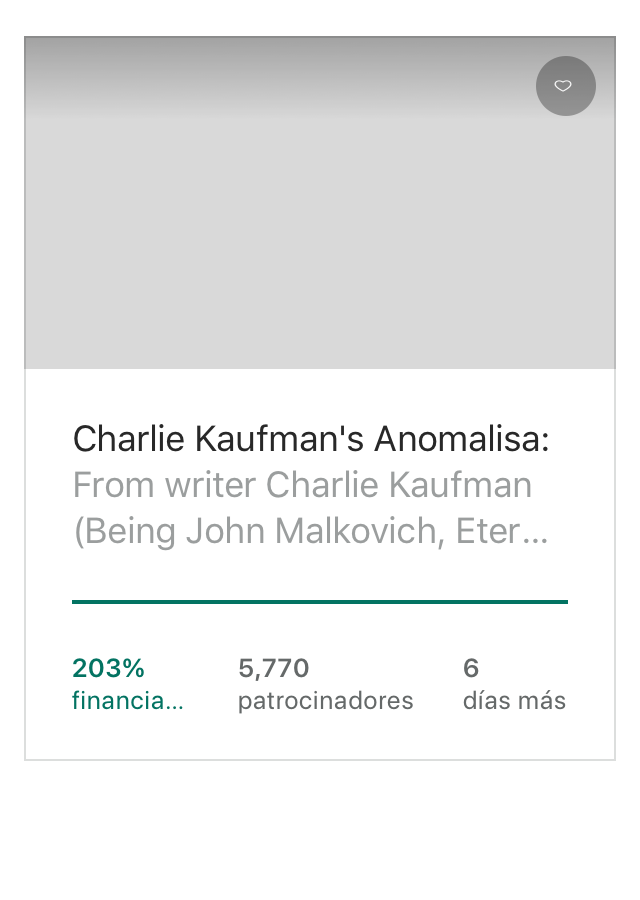 Charlie Kaufman's Anomalisa:
From writer Charlie Kaufman
(Being John Malkovich, Eter...
203%
financia...
5,770
patrocinadores
6
días más